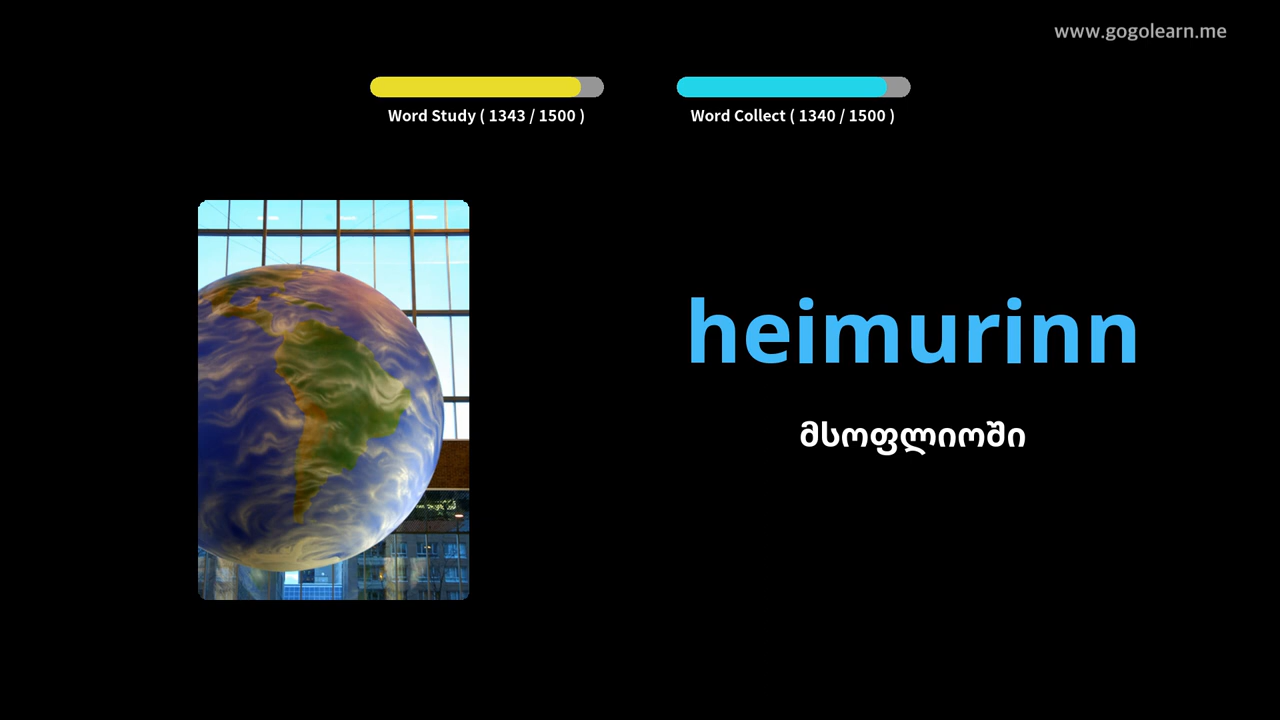 www.gogolearn.me
Word Study ( 1343 / 1500 )
Word Collect ( 1340 / 1500 )
heimurinn
მსოფლიოში